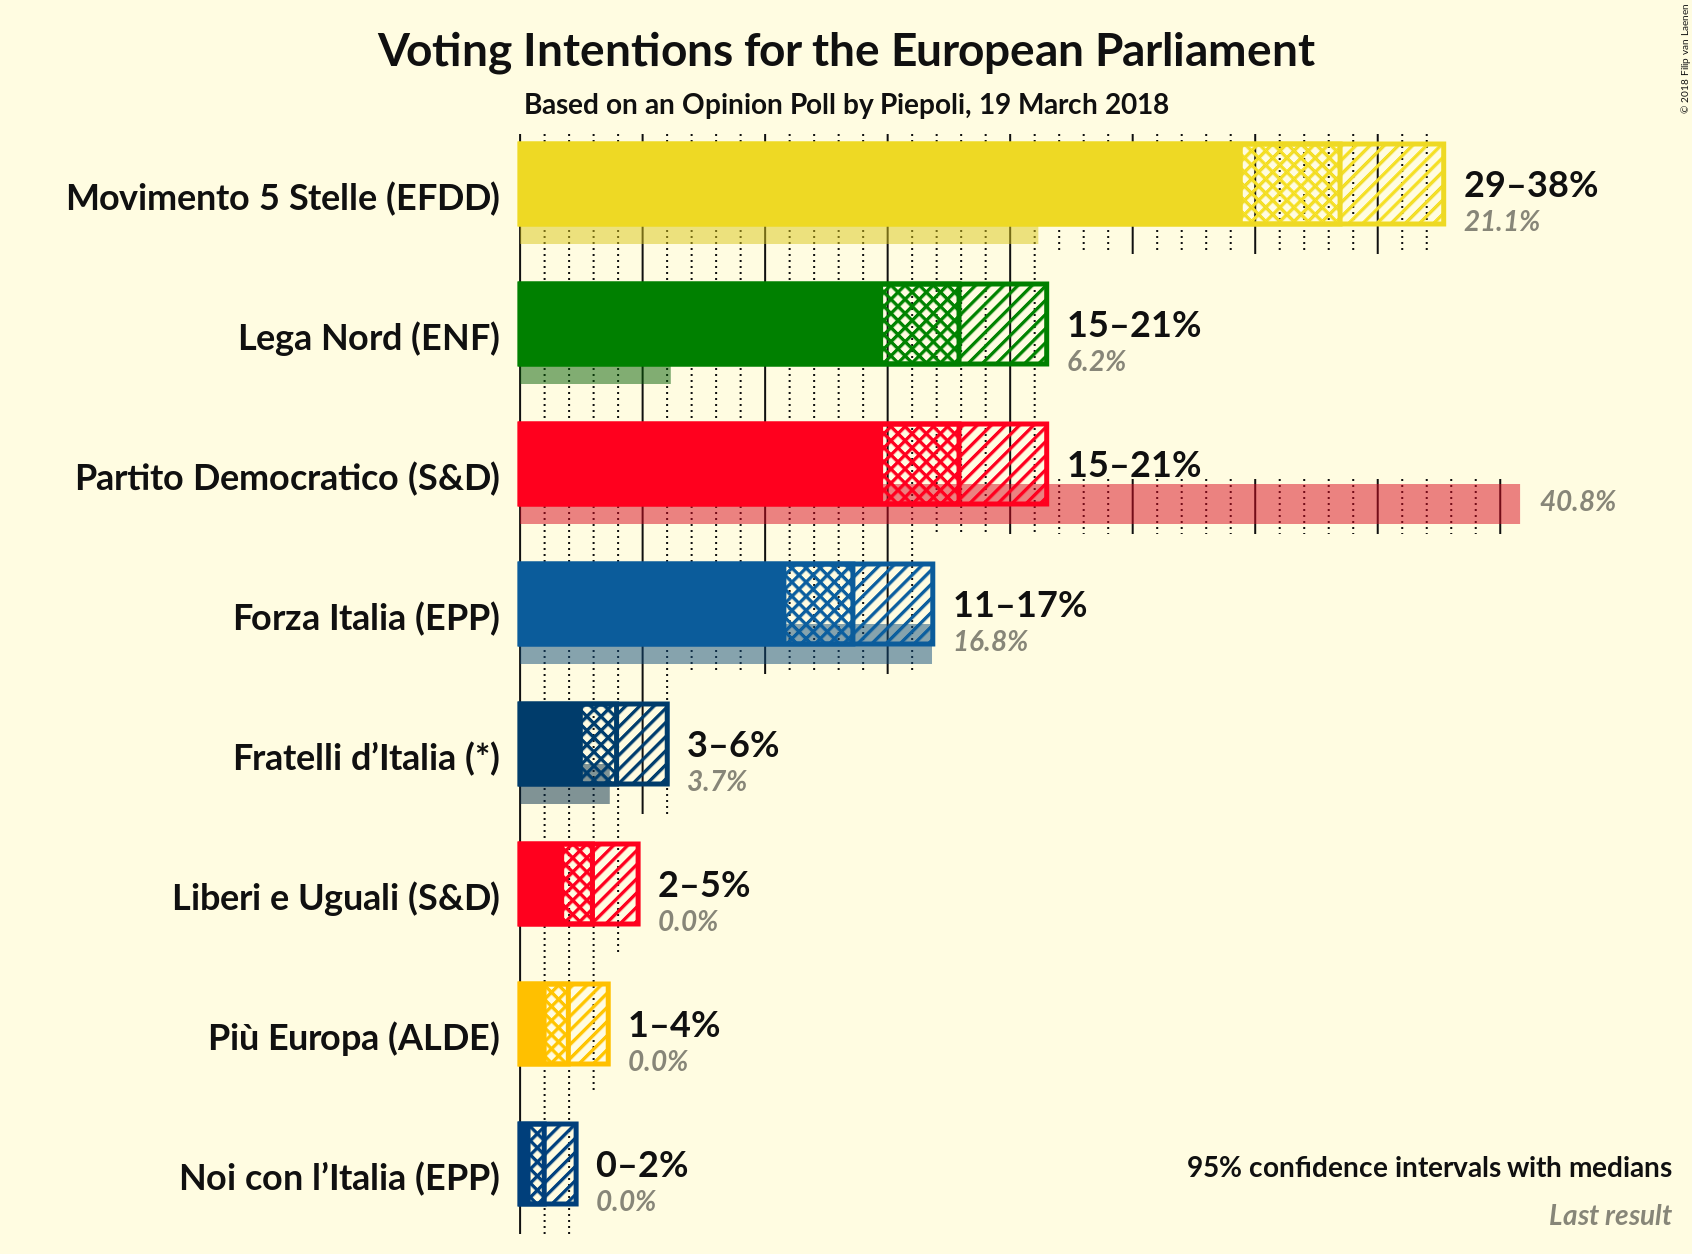 Voting Intentions for the European Parliament
Based on an Opinion Poll by Piepoli, 19 March 2018
© 2018 Filip van Laenen
Movimento 5 Stelle (EFDD)
29–38%
21.1%
Lega Nord (ENF)
15–21%
6.2%
Partito Democratico (S&D)
15–21%
40.8%
Forza Italia (EPP)
11–17%
16.8%
Fratelli d’Italia (*)
3–6%
3.7%
Liberi e Uguali (S&D)
2–5%
0.0%
Più Europa (ALDE)
1–4%
0.0%
Noi con l’Italia (EPP)
0–2%
0.0%
95% confidence intervals with medians
Last result